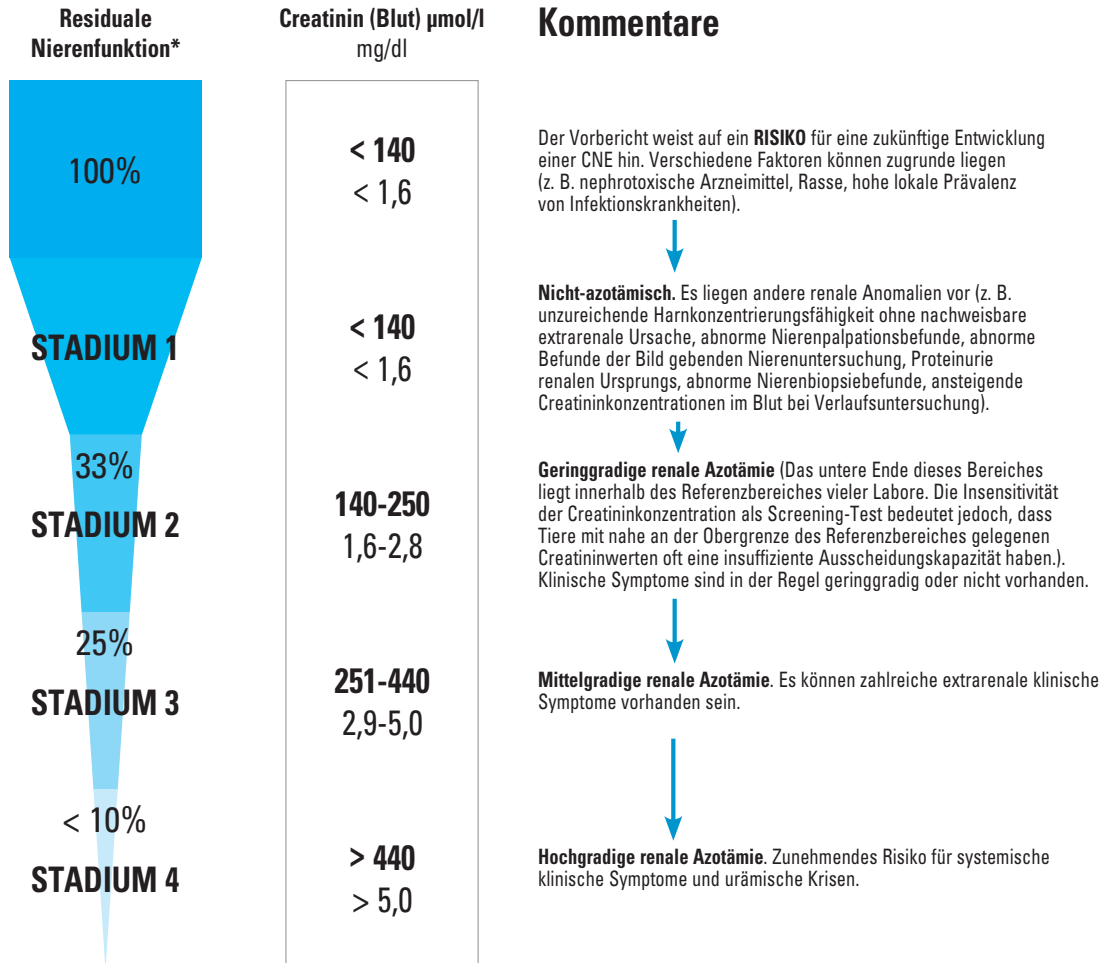 Residuale
Nierenfunktion*
Creatinin (Blut) µmol/l
mg/dl
Kommentare
100%
< 140
< 1,6
Der Vorbericht weist auf ein RISIKO für eine zukünftige Entwicklung
einer CNE hin. Verschiedene Faktoren können zugrunde liegen
(z. B. nephrotoxische Arzneimittel, Rasse, hohe lokale Prävalenz
von Infektionskrankheiten).
STADIUM 1
< 140
< 1,6
Nicht-azotämisch. Es liegen andere renale Anomalien vor (z. B.
unzureichende Harnkonzentrierungsfähigkeit ohne nachweisbare
extrarenale Ursache, abnorme Nierenpalpationsbefunde, abnorme
Befunde der Bild gebenden Nierenuntersuchung, Proteinurie
renalen Ursprungs, abnorme Nierenbiopsiebefunde, ansteigende
Creatininkonzentrationen im Blut bei Verlaufsuntersuchung).
33%
STADIUM 2
140-250
1,6-2,8
Geringgradige renale Azotämie (Das untere Ende dieses Bereiches
liegt innerhalb des Referenzbereiches vieler Labore. Die Insensitivität
der Creatininkonzentration als Screening-Test bedeutet jedoch, dass
Tiere mit nahe an der Obergrenze des Referenzbereiches gelegenen
Creatininwerten oft eine insuffiziente Ausscheidungskapazität haben.).
Klinische Symptome sind in der Regel geringgradig oder nicht vorhanden.
25%
STADIUM 3
251-440
2,9-5,0
Mittelgradige renale Azotämie. Es können zahlreiche extrarenale klinische
Symptome vorhanden sein.
< 10%
STADIUM 4
> 440
> 5,0
Hochgradige renale Azotämie. Zunehmendes Risiko für systemische
klinische Symptome und urämische Krisen.